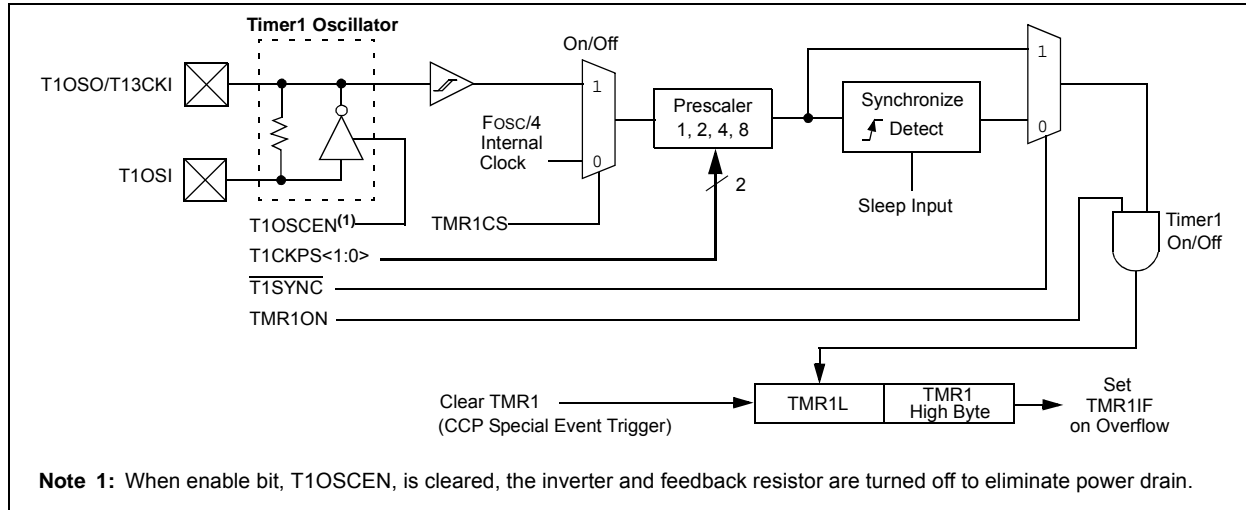 Timer1 Oscillator
On/Off
T1OSO/T13CKI
1
1
Prescaler
1, 2, 4, 8
Synchronize
Detect
FOSC/4
Internal
Clock
0
0
T1OSI
2
Sleep Input
T1OSCEN(1)
TMR1CS
Timer1
On/Off
T1CKPS<1:0>
T1SYNC
TMR1ON
Clear TMR1
(CCP Special Event Trigger)
TMR1L
TMR1
High Byte
Set
TMR1IF
on Overflow
Note 1: When enable bit, T1OSCEN, is cleared, the inverter and feedback resistor are turned off to eliminate power drain.